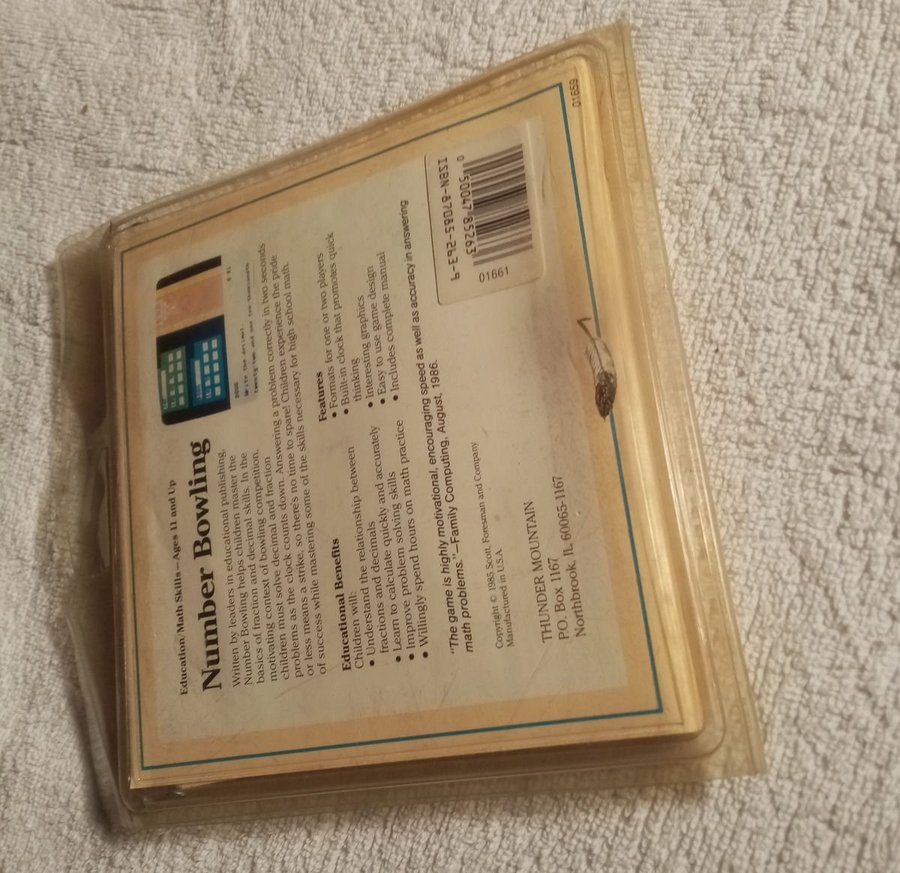 Education/Math Skills—Ages 11 and Up
Number Bowling
Written by leaders in educational publishing,
Number Bowling helps children master the
basics of fraction and decimal skills. In the
motivating context of bowling competition,
children must solve decimal and fraction
problems as the clock counts down. Answering a problem correctly in two seconds
or less means a strike, so there's no time to spare! Children experience the pride
of success while mastering some of the skills necessary for high school math.
Educational Benefits
Children will:
• Understand the relationship between
fractions and decimals
• Learn to calculate quickly and accurately
• Improve problem solving skills
• Willingly spend hours on math practice
Features
• Formats for one or two players
• Built-in clock that promotes quick
thinking
• Interesting graphics
• Easy to use game design
• Includes complete manual
"The game is highly motivational, encouraging speed as well as accuracy in answering
math problems."—Family Computing, August, 1986.
Copyright © 1985 Scott, Foresman and Company
Manufactured in U.S.A.
THUNDER MOUNTAIN
PO. Box 1167
Northbrook, IL 60065-1167
ISBN-87085-263-9
0 50047 85263
01661
01659